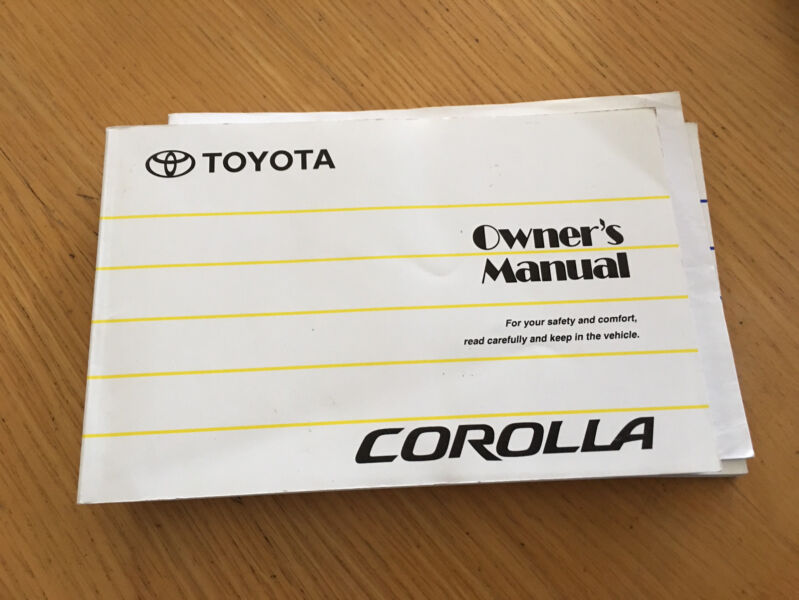 TOYOTA
Owner's
Manual
For your safety and comfort,
read carefully and keep in the vehicle.
COROLLA